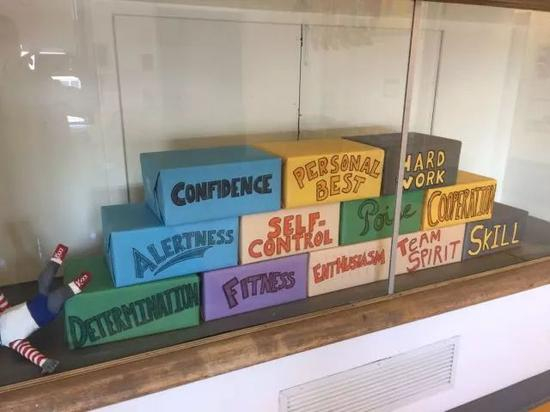 CONFIDENCE
PERSONAL
BEST
HARD
WORK
ALERTNESS
SELF-
CONTROL
Poise
COOPERATION
DETERMINATION
FITNESS
ENTHUSIASM
TEAM
SPIRIT
SKILL